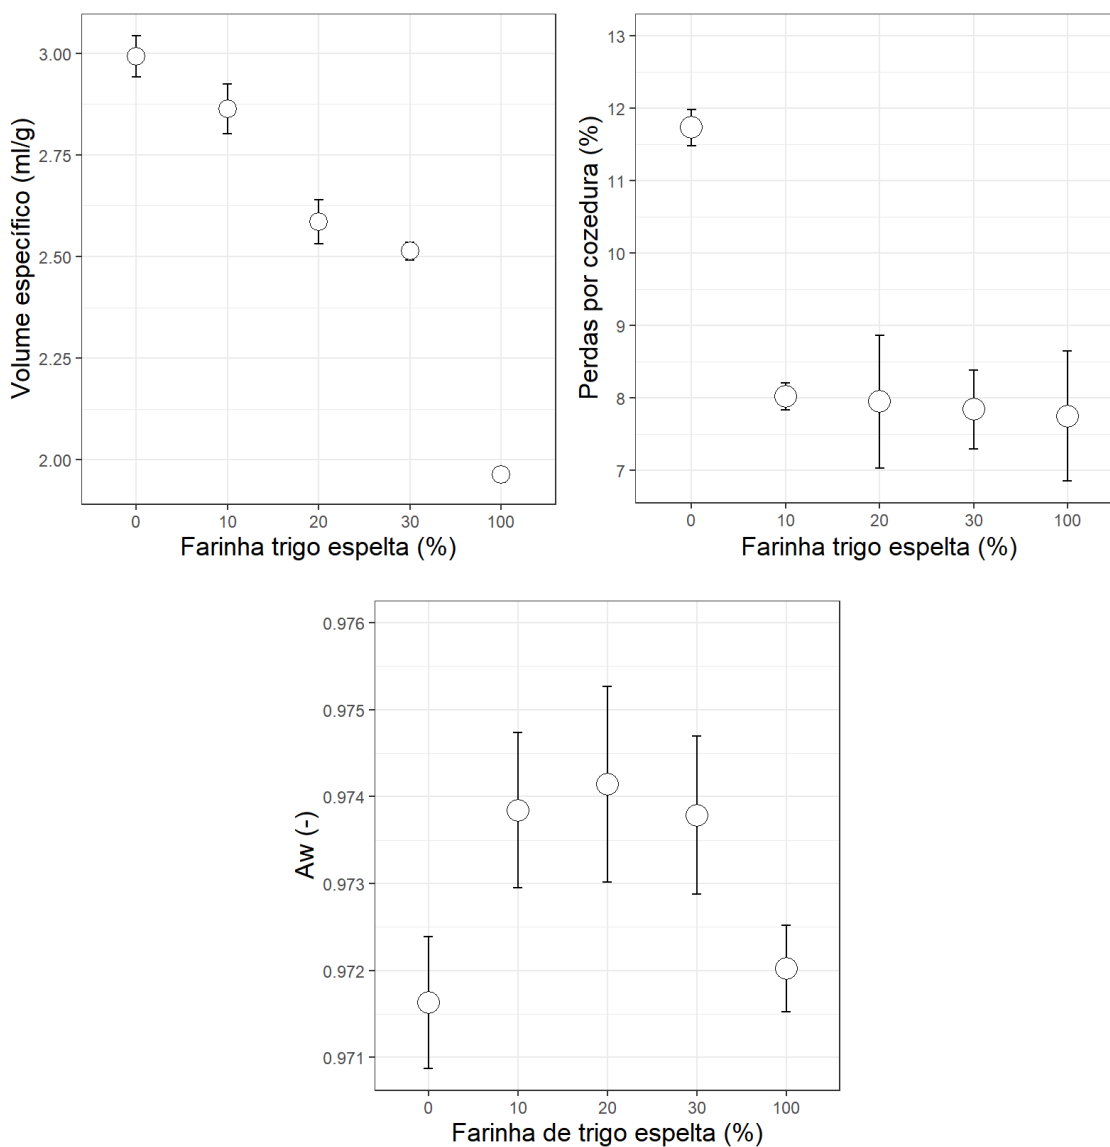 Volume específico (ml/g)
3.00
2.75
2.50
2.25
2.00
0 10 20 30 100
Farinha trigo espelta (%)
Perdas por cozedura (%)
13
12
11
10
9
8
7
0 10 20 30 100
Farinha trigo espelta (%)
Aw (-)
0.976
0.975
0.974
0.973
0.972
0.971
0 10 20 30 100
Farinha de trigo espelta (%)